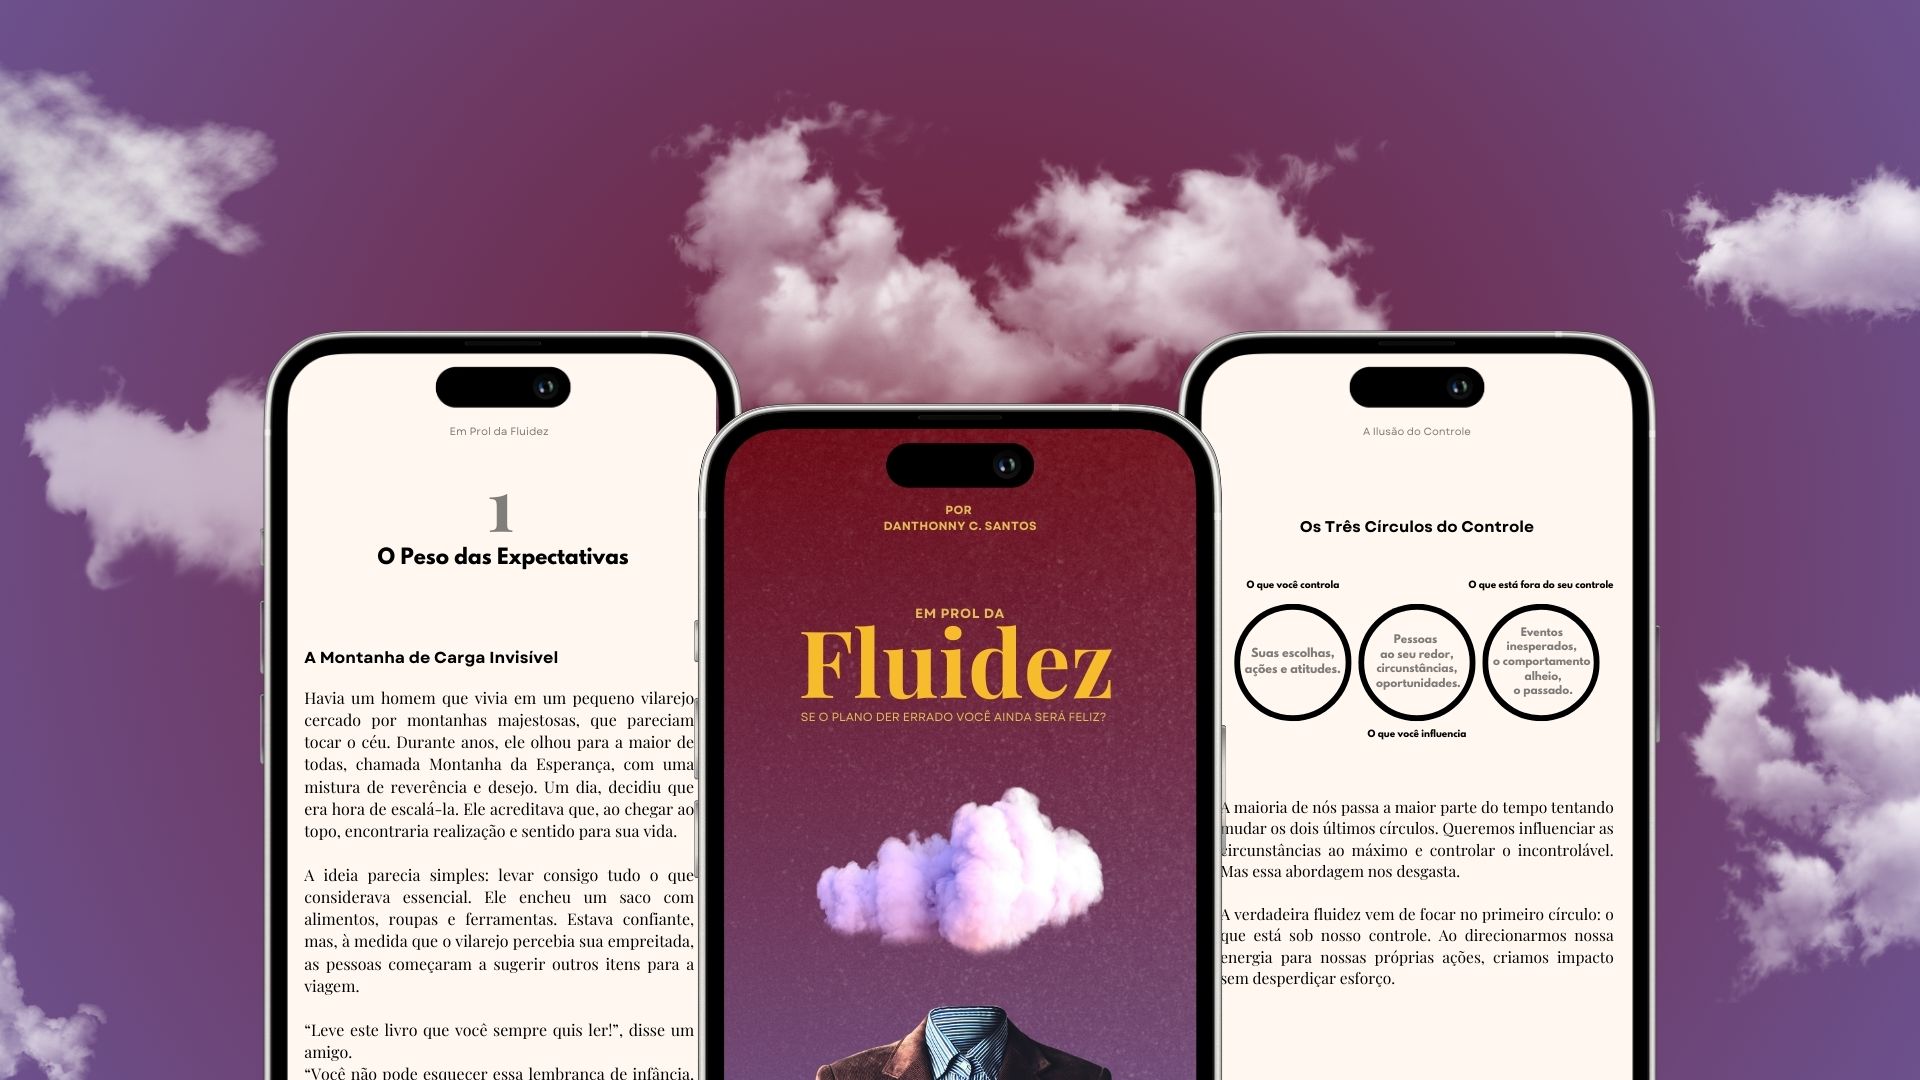 Em Prol da Fluidez
1
O Peso das Expectativas
A Montanha de Carga Invisível
Havia um homem que vivia em um pequeno vilarejo
cercado por montanhas majestosas, que pareciam
tocar o céu. Durante anos, ele olhou para a maior de
todas, chamada Montanha da Esperança, com uma
mistura de reverência e desejo. Um dia, decidiu que
era hora de escalá-la. Ele acreditava que, ao chegar ao
topo, encontraria realização e sentido para sua vida.
A ideia parecia simples: levar consigo tudo o que
considerava essencial. Ele encheu um saco com
alimentos, roupas e ferramentas. Estava confiante,
mas, à medida que o vilarejo percebia sua empreitada,
as pessoas começaram a sugerir outros itens para a
viagem.
“Leve este livro que você sempre quis ler!”, disse um
amigo.
“Você não pode esquecer essa lembrança de infância,
POR
DANTHONNY C. SANTOS
EM PROL DA
Fluidez
SE O PLANO DER ERRADO VOCÊ AINDA SERÁ FELIZ?
A Ilusão do Controle
Os Três Círculos do Controle
O que você controla
O que está fora do seu controle
Suas escolhas,
ações e atitudes.
Pessoas
ao seu redor,
circunstâncias,
oportunidades.
Eventos
inesperados,
o comportamento
alheio,
o passado.
O que você influencia
A maioria de nós passa a maior parte do tempo tentando
mudar os dois últimos círculos. Queremos influenciar as
circunstâncias ao máximo e controlar o incontrolável.
Mas essa abordagem nos desgasta.
A verdadeira fluidez vem de focar no primeiro círculo: o
que está sob nosso controle. Ao direcionarmos nossa
energia para nossas próprias ações, criamos impacto
sem desperdiçar esforço.